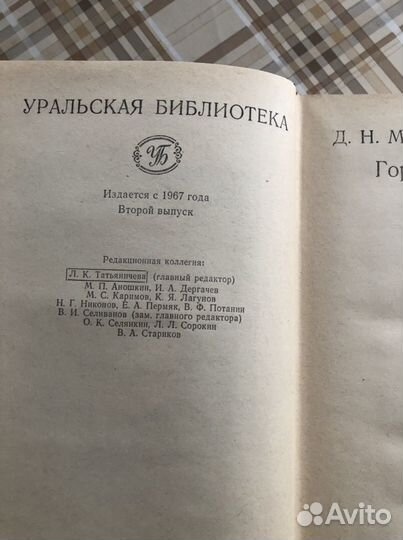 УРАЛЬСКАЯ БИБЛИОТЕКА
УБ
Издается с 1967 года
Второй выпуск
Редакционная коллегия:
Л. К. Татьяничева (главный редактор)
М. П. Аношкин, И. А. Дергачев
М. С. Каримов, К. Я. Лагунов
Н. Г. Никонов, Е. А. Пермяк, В. Ф. Потанин
В. И. Селиванов (зам. главного редактора)
О. К. Селянкин, Л. Л. Сорокин
В. А. Стариков
Д. Н. М
Гор
Avito